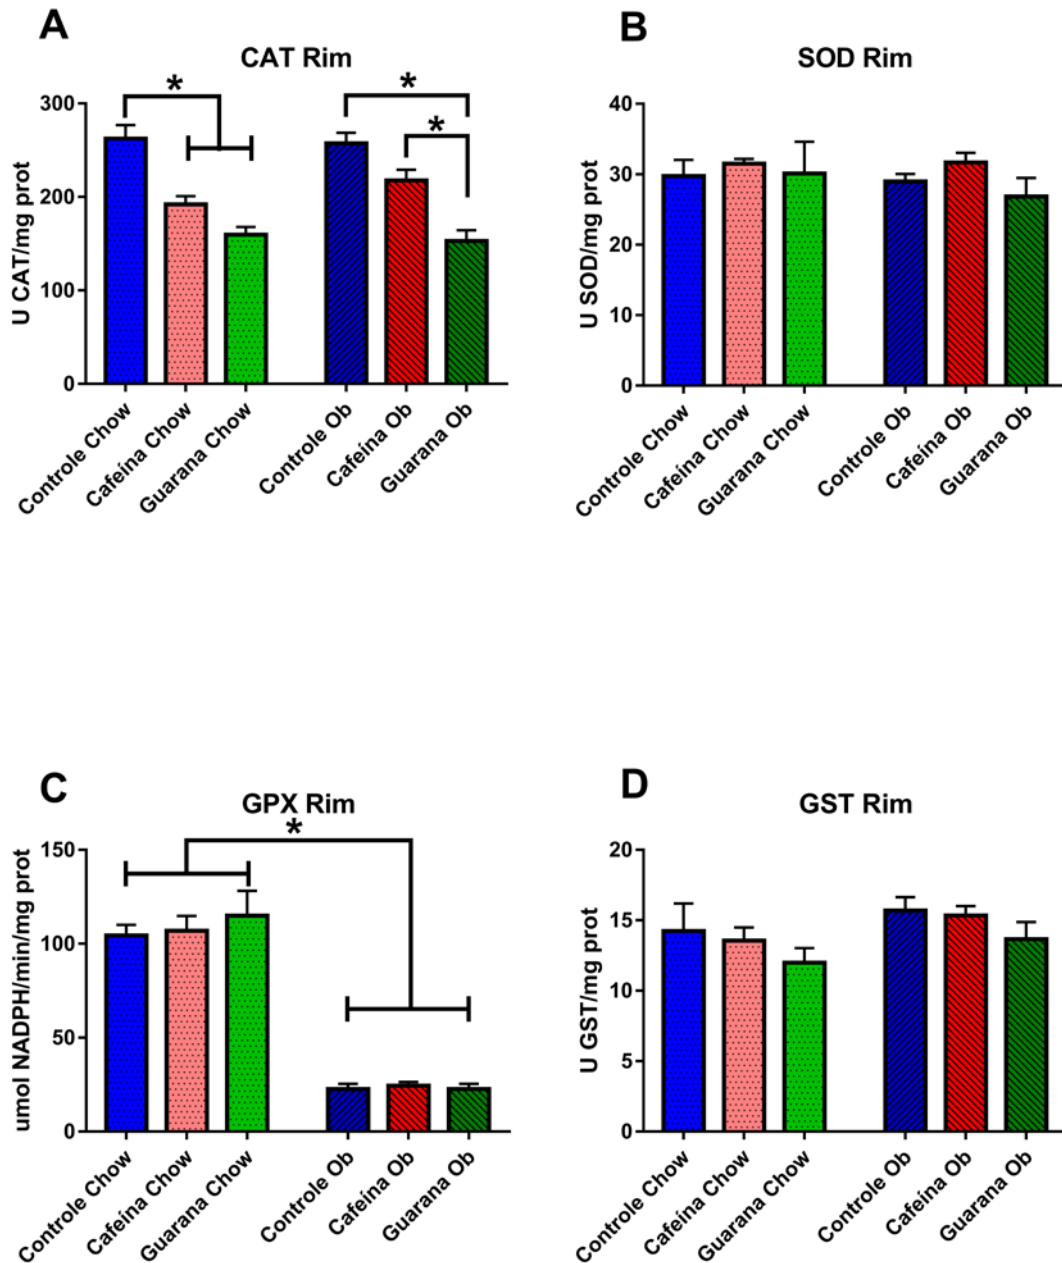 A
CAT Rim
*
*
*
U CAT/mg prot
300
200
100
0
Controle Chow
Cafeína Chow
Guarana Chow
Controle Ob
Cafeína Ob
Guarana Ob
B
SOD Rim
U SOD/mg prot
40
30
20
10
0
Controle Chow
Cafeína Chow
Guarana Chow
Controle Ob
Cafeína Ob
Guarana Ob
C
GPX Rim
*
umol NADPH/min/mg prot
150
100
50
0
Controle Chow
Cafeína Chow
Guarana Chow
Controle Ob
Cafeína Ob
Guarana Ob
D
GST Rim
U GST/mg prot
20
15
10
5
0
Controle Chow
Cafeína Chow
Guarana Chow
Controle Ob
Cafeína Ob
Guarana Ob